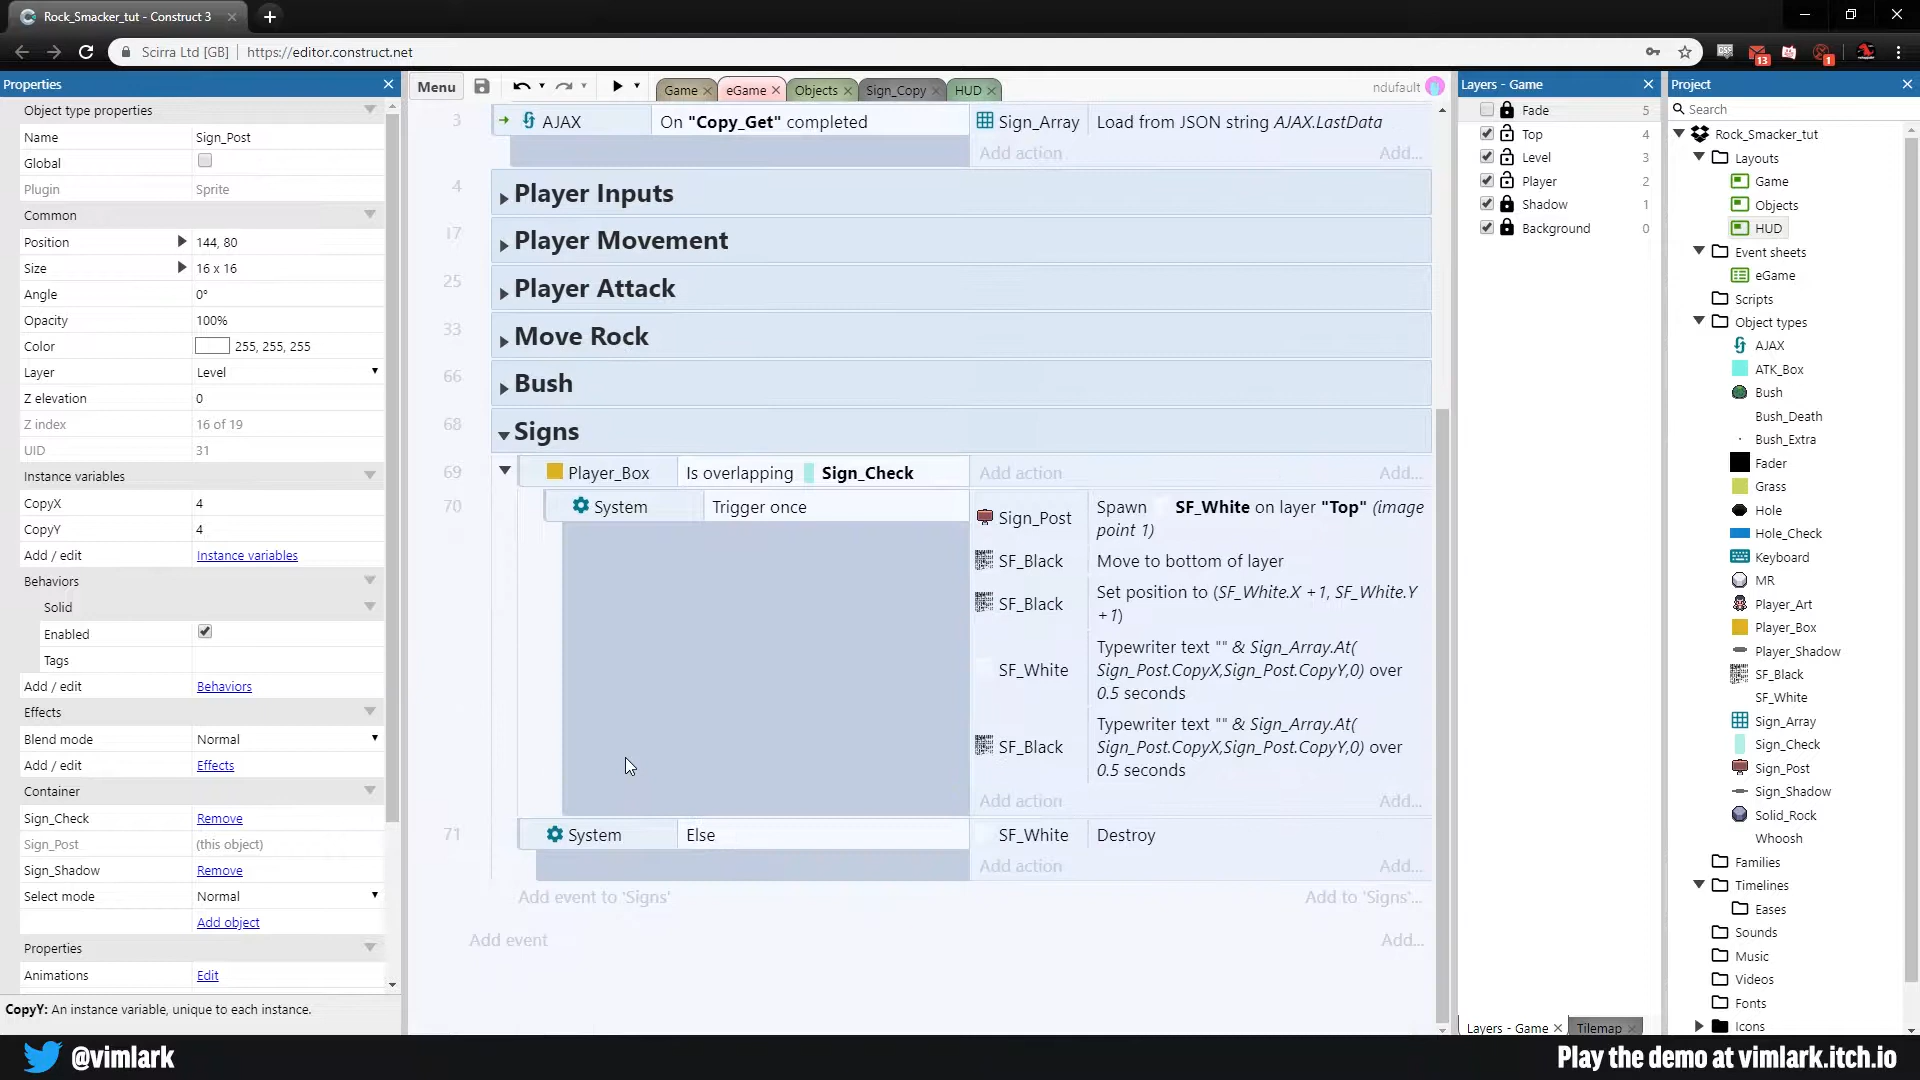 Rock_Smacker_tut - Construct 3
Scirra Ltd [GB] | https://editor.construct.net
13
1
Properties
Object type properties
Name Sign_Post
Global
Plugin Sprite
Common
Position 144, 80
Size 16 x 16
Angle 0°
Opacity 100%
Color 255, 255, 255
Layer Level
Z elevation 0
Z index 16 of 19
UID 31
Instance variables
CopyX 4
CopyY 4
Add / edit Instance variables
Behaviors
Solid
Enabled
Tags
Add / edit Behaviors
Effects
Blend mode Normal
Add / edit Effects
Container
Sign_Check Remove
Sign_Post (this object)
Sign_Shadow Remove
Select mode Normal
Add object
Properties
Animations Edit
CopyY: An instance variable, unique to each instance.
Menu
Game eGame Objects Sign_Copy HUD
ndufault
3 AJAX On "Copy_Get" completed Sign_Array Load from JSON string AJAX.LastData
Add action Add...
4 Player Inputs
17 Player Movement
25 Player Attack
33 Move Rock
66 Bush
68 Signs
69 Player_Box Is overlapping Sign_Check Add action Add...
70 System Trigger once
Sign_Post Spawn SF_White on layer "Top" (image
point 1)
SF_Black Move to bottom of layer
SF_Black Set position to (SF_White.X +1, SF_White.Y
+1)
SF_White Typewriter text "" & Sign_Array.At(
Sign_Post.CopyX,Sign_Post.CopyY,0) over
0.5 seconds
SF_Black Typewriter text "" & Sign_Array.At(
Sign_Post.CopyX,Sign_Post.CopyY,0) over
0.5 seconds
Add action Add...
71 System Else SF_White Destroy
Add action Add...
Add event to 'Signs' Add to 'Signs'...
Add event Add...
Layers - Game
Fade 5
Top 4
Level 3
Player 2
Shadow 1
Background 0
Layers - Game Tilemap
Project
Search
Rock_Smacker_tut
Layouts
Game
Objects
HUD
Event sheets
eGame
Scripts
Object types
AJAX
ATK_Box
Bush
Bush_Death
Bush_Extra
Fader
Grass
Hole
Hole_Check
Keyboard
MR
Player_Art
Player_Box
Player_Shadow
SF_Black
SF_White
Sign_Array
Sign_Check
Sign_Post
Sign_Shadow
Solid_Rock
Whoosh
Families
Timelines
Eases
Sounds
Music
Videos
Fonts
Icons
@vimlark
Play the demo at vimlark.itch.io